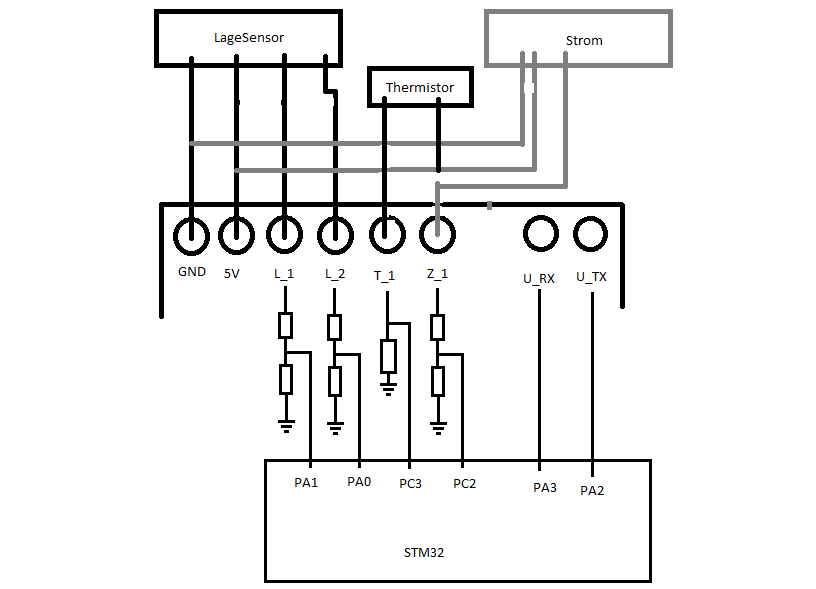 LageSensor
Strom
Thermistor
GND
5V
L_1
L_2
T_1
Z_1
U_RX
U_TX
PA1
PA0
PC3
PC2
PA3
PA2
STM32